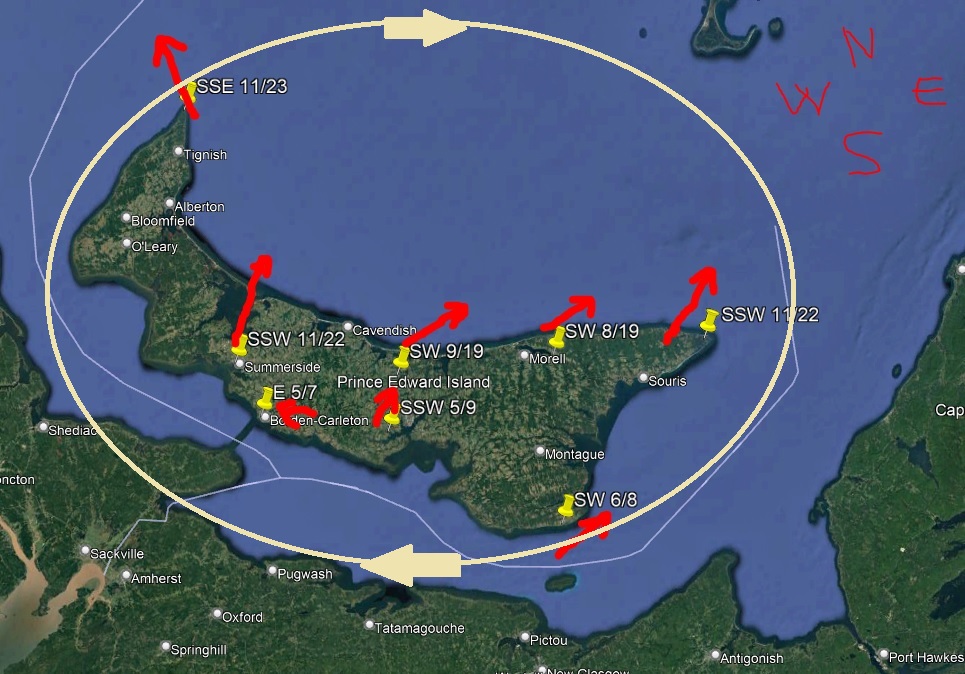 N
W E
S
SSE 11/23
Tignish
Alberton
Bloomfield
O'Leary
SSW 11/22
SSW 11/22
Cavendish
SW 8/19
SW 9/19
Morell
Summerside
Prince Edward Island
Souris
E 5/7
SSW 5/9
Borden-Carleton
Cap
Shediac
Montague
ncton
SW 6/8
Sackville
Pugwash
Amherst
Oxford
Tatamagouche
Pictou
Springhill
Antigonish
Port Hawkes
New Glasgow